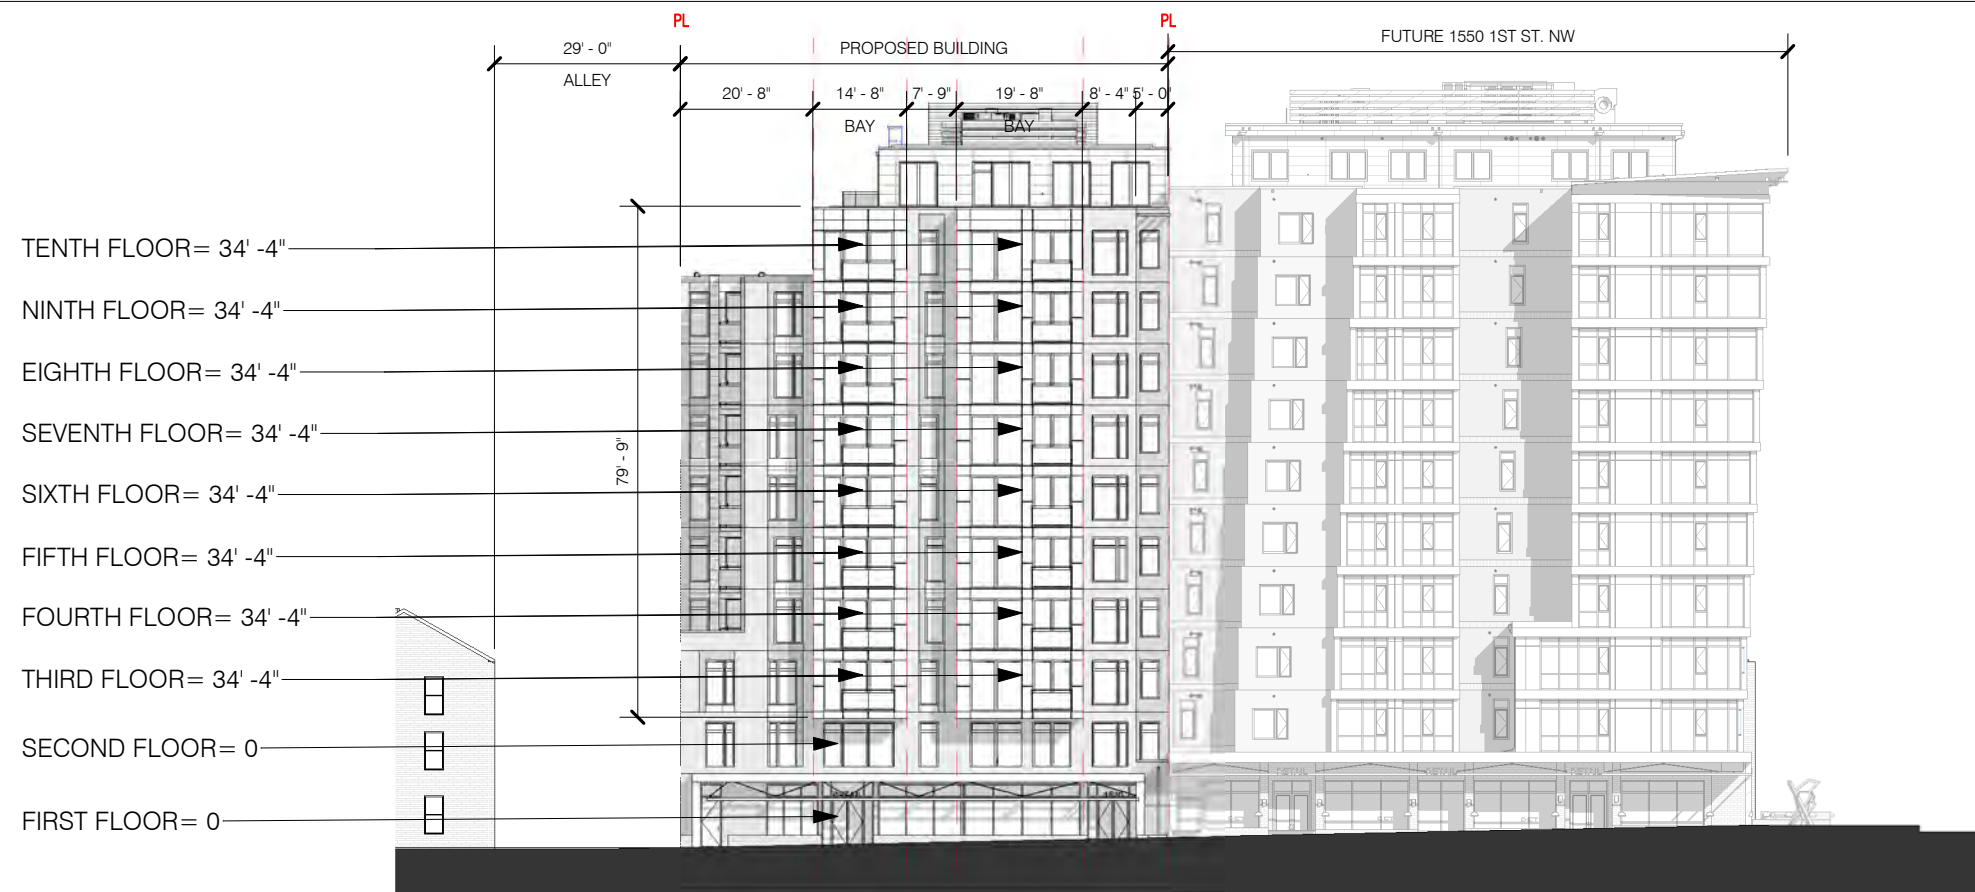 PL
PL
29' - 0"
PROPOSED BUILDING
FUTURE 1550 1ST ST. NW
ALLEY
20' - 8"
14' - 8"
7' - 9"
19' - 8"
8' - 4"
5' - 0"
BAY
BAY
TENTH FLOOR= 34' -4"
NINTH FLOOR= 34' -4"
EIGHTH FLOOR= 34' -4"
SEVENTH FLOOR= 34' -4"
79' - 9"
SIXTH FLOOR= 34' -4"
FIFTH FLOOR= 34' -4"
FOURTH FLOOR= 34' -4"
THIRD FLOOR= 34' -4"
SECOND FLOOR= 0
RETAIL
RETAIL
RETAIL
FIRST FLOOR= 0